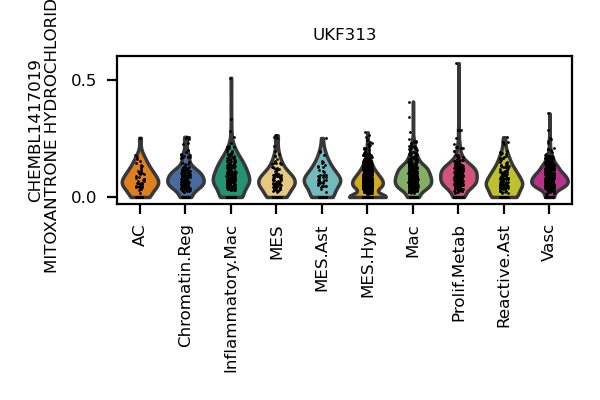 UKF313
CHEMBL1417019
MITOXANTRONE HYDROCHLORID
0.5
0.0
AC
Chromatin.Reg
Inflammatory.Mac
MES
MES.Ast
MES.Hyp
Mac
Prolif.Metab
Reactive.Ast
Vasc